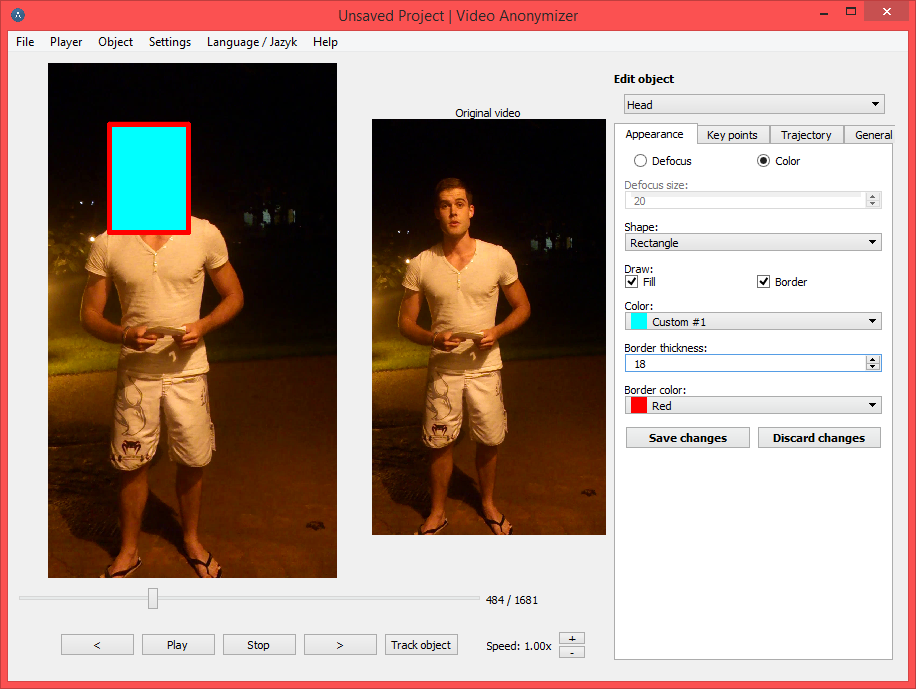 Unsaved Project | Video Anonymizer
File Player Object Settings Language / Jazyk Help
Original video
Edit object
Head
Appearance Key points Trajectory General
Defocus Color
Defocus size:
20
Shape:
Rectangle
Draw:
Fill Border
Color:
Custom #1
Border thickness:
18
Border color:
Red
Save changes Discard changes
484 / 1681
< Play Stop > Track object Speed: 1.00x + -